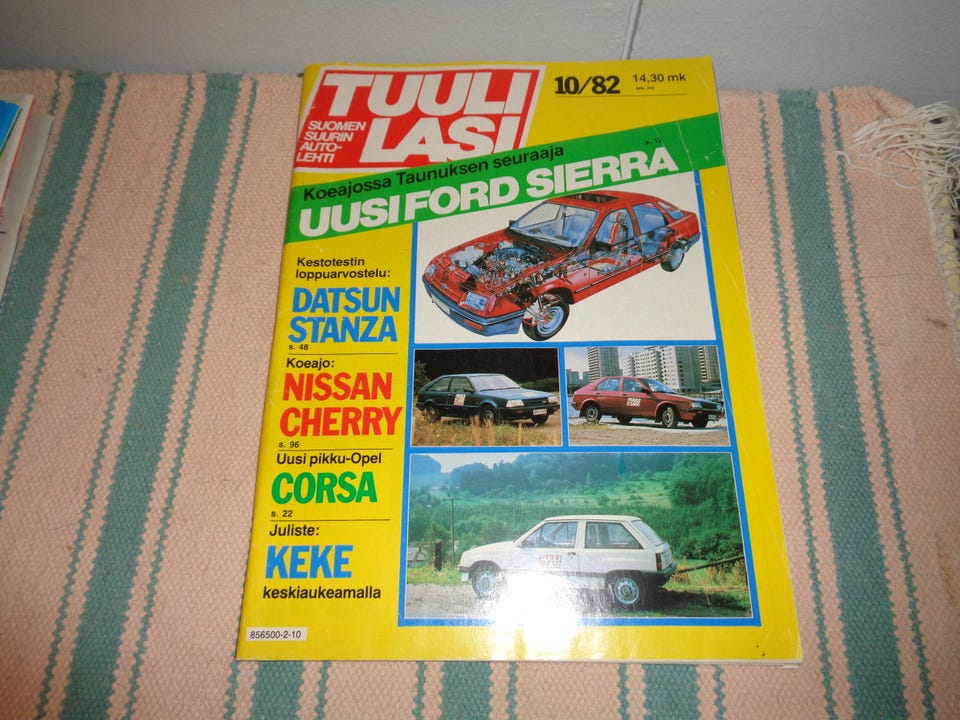 TUULI
LASI
SUOMEN
SUURIN
AUTO-
LEHTI
10/82
14.30 mk
Koeajossa Taunuksen seuraaja
UUSI FORD SIERRA
Kestotestin
loppuarvostelu:
DATSUN
STANZA
s. 48
Koeajo:
NISSAN
CHERRY
s. 96
Uusi pikku-Opel
CORSA
s. 22
Juliste:
KEKE
keskiaukeamalla
856500-2-10